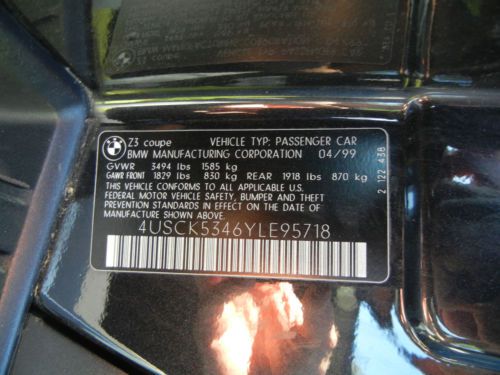 Z3 coupe VEHICLE TYP: PASSENGER CAR
BMW MANUFACTURING CORPORATION 04/99
GVWR 3494 lbs 1585 kg
GAWR FRONT 1829 lbs 830 kg REAR 1918 lbs 870 kg
THIS VEHICLE CONFORMS TO ALL APPLICABLE U.S.
FEDERAL MOTOR VEHICLE SAFETY, BUMPER, AND
THEFT PREVENTION STANDARDS IN EFFECT ON THE DATE OF
MANUFACTURE SHOWN ABOVE.
4USCK5346YLE95718
2 122 438